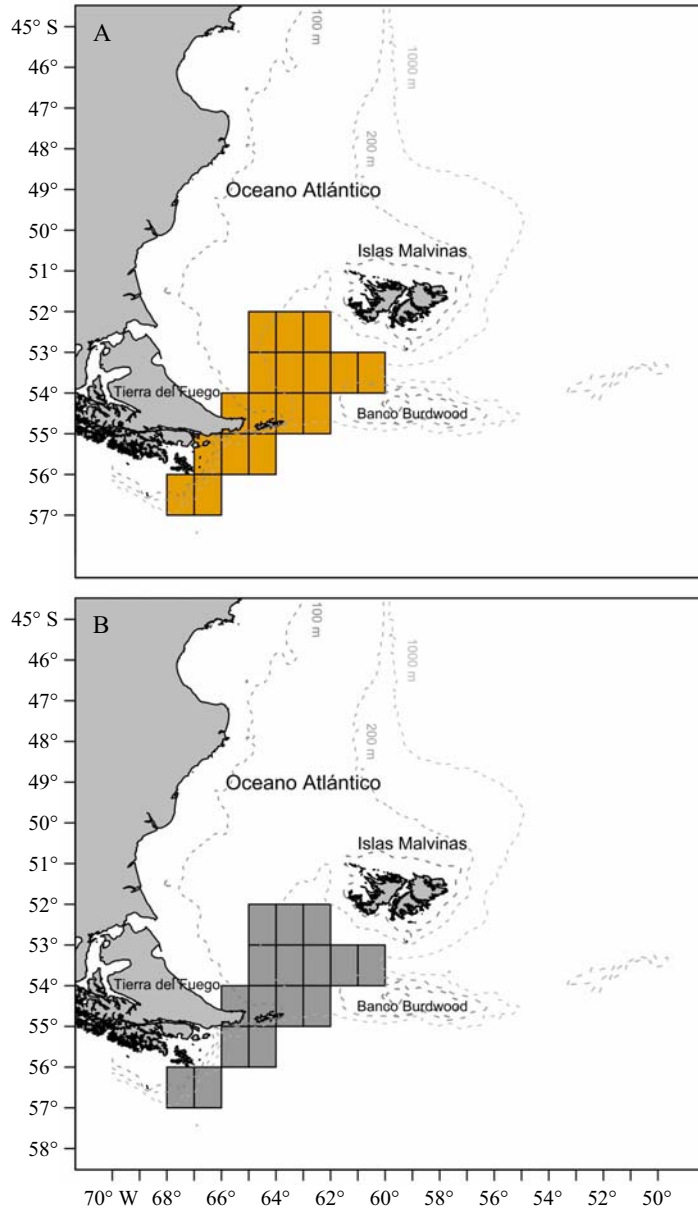 45° S
A
46°
47°
48°
49°
50°
51°
52°
53°
54°
55°
56°
57°
100 m
200 m
1000 m
Oceano Atlántico
Islas Malvinas
Tierra del Fuego
Banco Burdwood
45° S
B
46°
47°
48°
49°
50°
51°
52°
53°
54°
55°
56°
57°
58°
100 m
200 m
1000 m
Oceano Atlántico
Islas Malvinas
Tierra del Fuego
Banco Burdwood
70° W 68° 66° 64° 62° 60° 58° 56° 54° 52° 50°